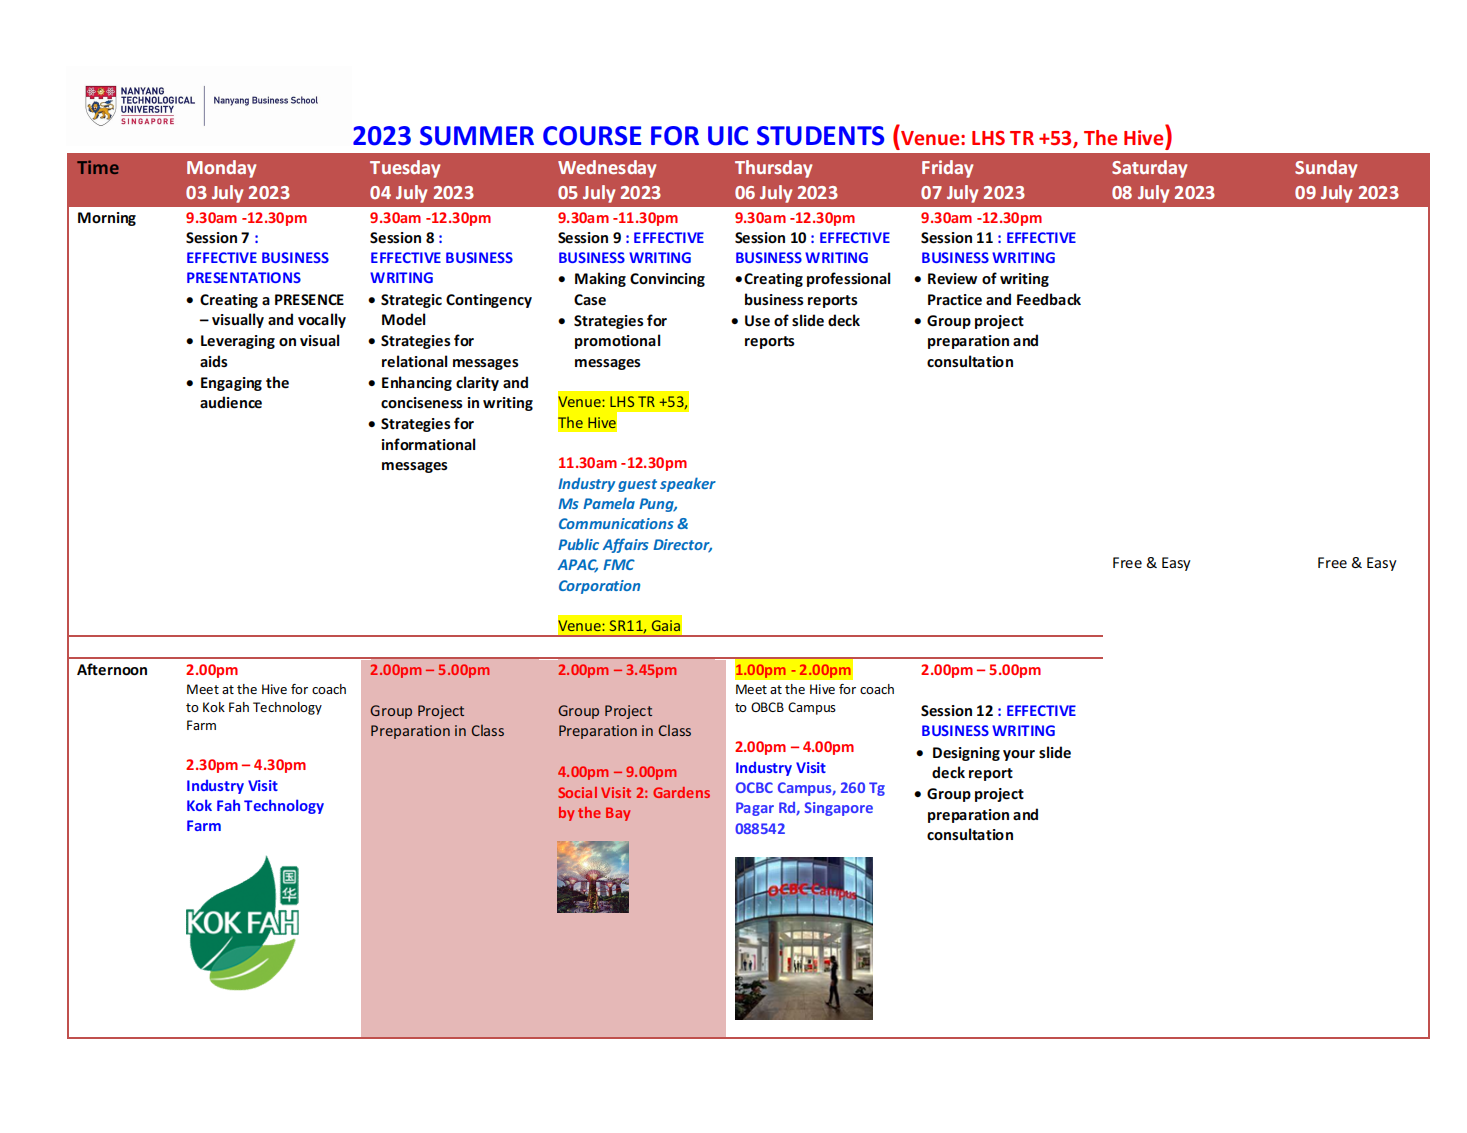 NANYANG
TECHNOLOGICAL
UNIVERSITY
SINGAPORE
Nanyang Business School
2023 SUMMER COURSE FOR UIC STUDENTS (Venue: LHS TR +53, The Hive)
Time
Monday
03 July 2023
Tuesday
04 July 2023
Wednesday
05 July 2023
Thursday
06 July 2023
Friday
07 July 2023
Saturday
08 July 2023
Sunday
09 July 2023
Morning
9.30am -12.30pm
Session 7 :
EFFECTIVE BUSINESS
PRESENTATIONS
• Creating a PRESENCE
– visually and vocally
• Leveraging on visual
aids
• Engaging the
audience
9.30am -12.30pm
Session 8 :
EFFECTIVE BUSINESS
WRITING
• Strategic Contingency
Model
• Strategies for
relational messages
• Enhancing clarity and
conciseness in writing
• Strategies for
informational
messages
9.30am -11.30pm
Session 9 : EFFECTIVE
BUSINESS WRITING
• Making Convincing
Case
• Strategies for
promotional
messages
Venue: LHS TR +53,
The Hive
11.30am -12.30pm
Industry guest speaker
Ms Pamela Pung,
Communications &
Public Affairs Director,
APAC, FMC
Corporation
Venue: SR11, Gaia
9.30am -12.30pm
Session 10 : EFFECTIVE
BUSINESS WRITING
•Creating professional
business reports
• Use of slide deck
reports
9.30am -12.30pm
Session 11 : EFFECTIVE
BUSINESS WRITING
• Review of writing
Practice and Feedback
• Group project
preparation and
consultation
Free & Easy
Free & Easy
Afternoon
2.00pm
Meet at the Hive for coach
to Kok Fah Technology
Farm
2.30pm – 4.30pm
Industry Visit
Kok Fah Technology
Farm
国
华
KOK FAH
2.00pm – 5.00pm
Group Project
Preparation in Class
2.00pm – 3.45pm
Group Project
Preparation in Class
4.00pm – 9.00pm
Social Visit 2: Gardens
by the Bay
1.00pm - 2.00pm
Meet at the Hive for coach
to OBCB Campus
2.00pm – 4.00pm
Industry Visit
OCBC Campus, 260 Tg
Pagar Rd, Singapore
088542
OCBC Campus
2.00pm – 5.00pm
Session 12 : EFFECTIVE
BUSINESS WRITING
• Designing your slide
deck report
• Group project
preparation and
consultation